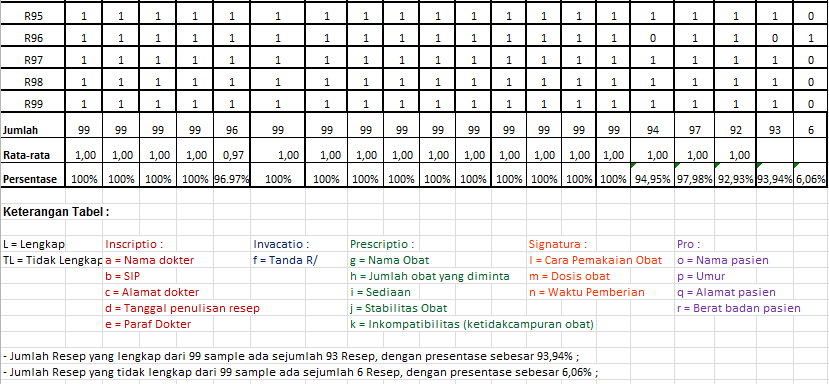 R95 1 1 1 1 1 1 1 1 1 1 1 1 1 1 1 1 1 1 1 0
R96 1 1 1 1 1 1 1 1 1 1 1 1 1 1 1 0 1 1 0 1
R97 1 1 1 1 1 1 1 1 1 1 1 1 1 1 1 1 1 1 1 0
R98 1 1 1 1 1 1 1 1 1 1 1 1 1 1 1 1 1 1 1 0
R99 1 1 1 1 1 1 1 1 1 1 1 1 1 1 1 1 1 1 1 0
Jumlah 99 99 99 99 96 99 99 99 99 99 99 99 99 99 99 94 97 92 93 6
Rata-rata 1,00 1,00 1,00 1,00 0,97 1,00 1,00 1,00 1,00 1,00 1,00 1,00 1,00 1,00 1,00 1,00 1,00 1,00
Persentase 100% 100% 100% 100% 96.97% 100% 100% 100% 100% 100% 100% 100% 100% 100% 100% 94,95% 97,98% 92,93% 93,94% 6,06%
Keterangan Tabel :
L = Lengkap Inscriptio : Invacatio : Prescriptio : Signatura : Pro :
TL = Tidak Lengkap a = Nama dokter f = Tanda R/ g = Nama Obat l = Cara Pemakaian Obat o = Nama pasien
b = SIP h = Jumlah obat yang diminta m = Dosis obat p = Umur
c = Alamat dokter i = Sediaan n = Waktu Pemberian q = Alamat pasien
d = Tanggal penulisan resep j = Stabilitas Obat r = Berat badan pasien
e = Paraf Dokter k = Inkompatibilitas (ketidakcampuran obat)
- Jumlah Resep yang lengkap dari 99 sample ada sejumlah 93 Resep, dengan presentase sebesar 93,94% ;
- Jumlah Resep yang tidak lengkap dari 99 sample ada sejumlah 6 Resep, dengan presentase sebesar 6,06% ;